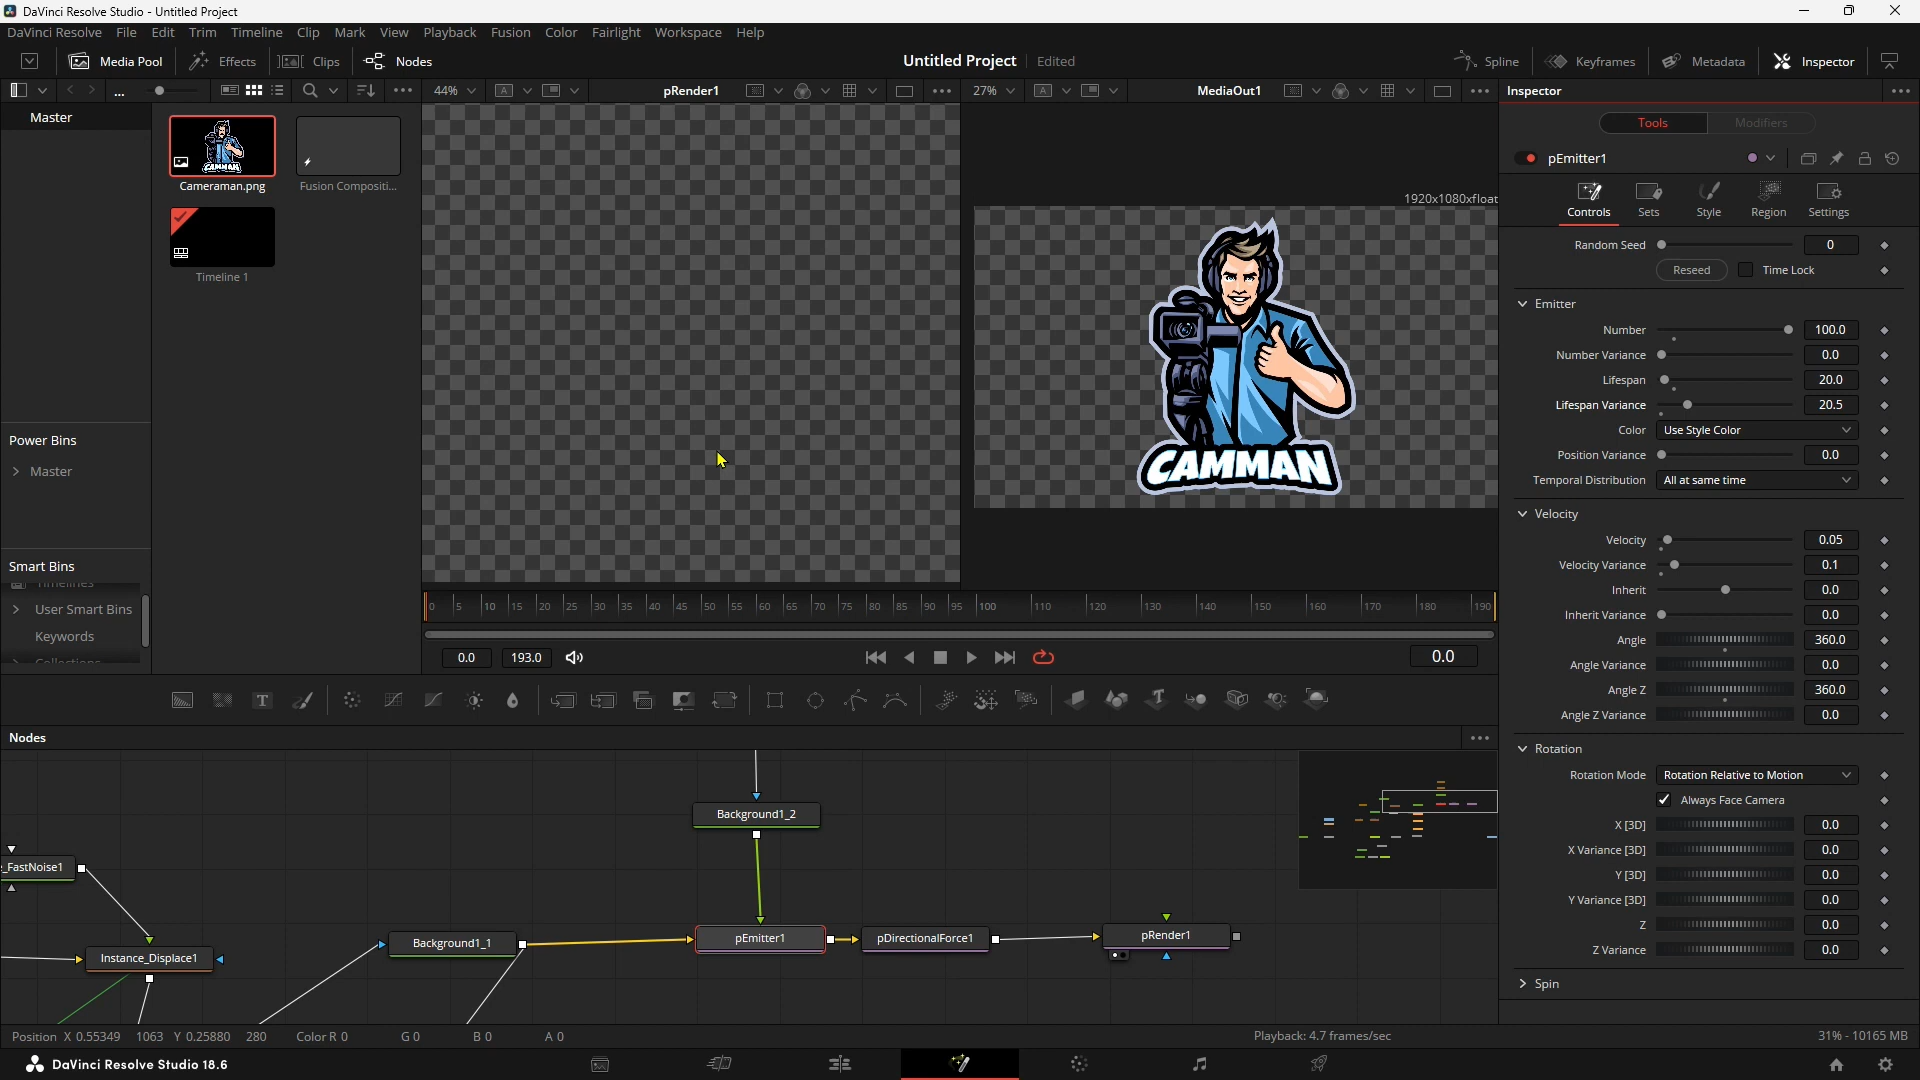 DaVinci Resolve Studio - Untitled Project
DaVinci Resolve File Edit Trim Timeline Clip Mark View Playback Fusion Color Fairlight Workspace Help
Media Pool Effects Clips Nodes
Untitled Project Edited
Spline Keyframes Metadata Inspector
... 44% pRender1 27% MediaOut1 Inspector
Master
CAMMAN
Cameraman.png
Fusion Compositi...
Timeline 1
Power Bins
Master
Smart Bins
Timelines
User Smart Bins
Keywords
Collections
1920x1080xfloat
CAMMAN
0 5 10 15 20 25 30 35 40 45 50 55 60 65 70 75 80 85 90 95 100 110 120 130 140 150 160 170 180 190
0.0 193.0 0.0
Nodes
Background1_2
_FastNoise1
Instance_Displace1
Background1_1
pEmitter1
pDirectionalForce1
pRender1
Tools Modifiers
pEmitter1
Controls Sets Style Region Settings
Random Seed 0
Reseed Time Lock
Emitter
Number 100.0
Number Variance 0.0
Lifespan 20.0
Lifespan Variance 20.5
Color Use Style Color
Position Variance 0.0
Temporal Distribution All at same time
Velocity
Velocity 0.05
Velocity Variance 0.1
Inherit 0.0
Inherit Variance 0.0
Angle 360.0
Angle Variance 0.0
Angle Z 360.0
Angle Z Variance 0.0
Rotation
Rotation Mode Rotation Relative to Motion
Always Face Camera
X [3D] 0.0
X Variance [3D] 0.0
Y [3D] 0.0
Y Variance [3D] 0.0
Z 0.0
Z Variance 0.0
Spin
Position X 0.55349 1063 Y 0.25880 280 Color R 0 G 0 B 0 A 0
Playback: 4.7 frames/sec
31% - 10165 MB
DaVinci Resolve Studio 18.6